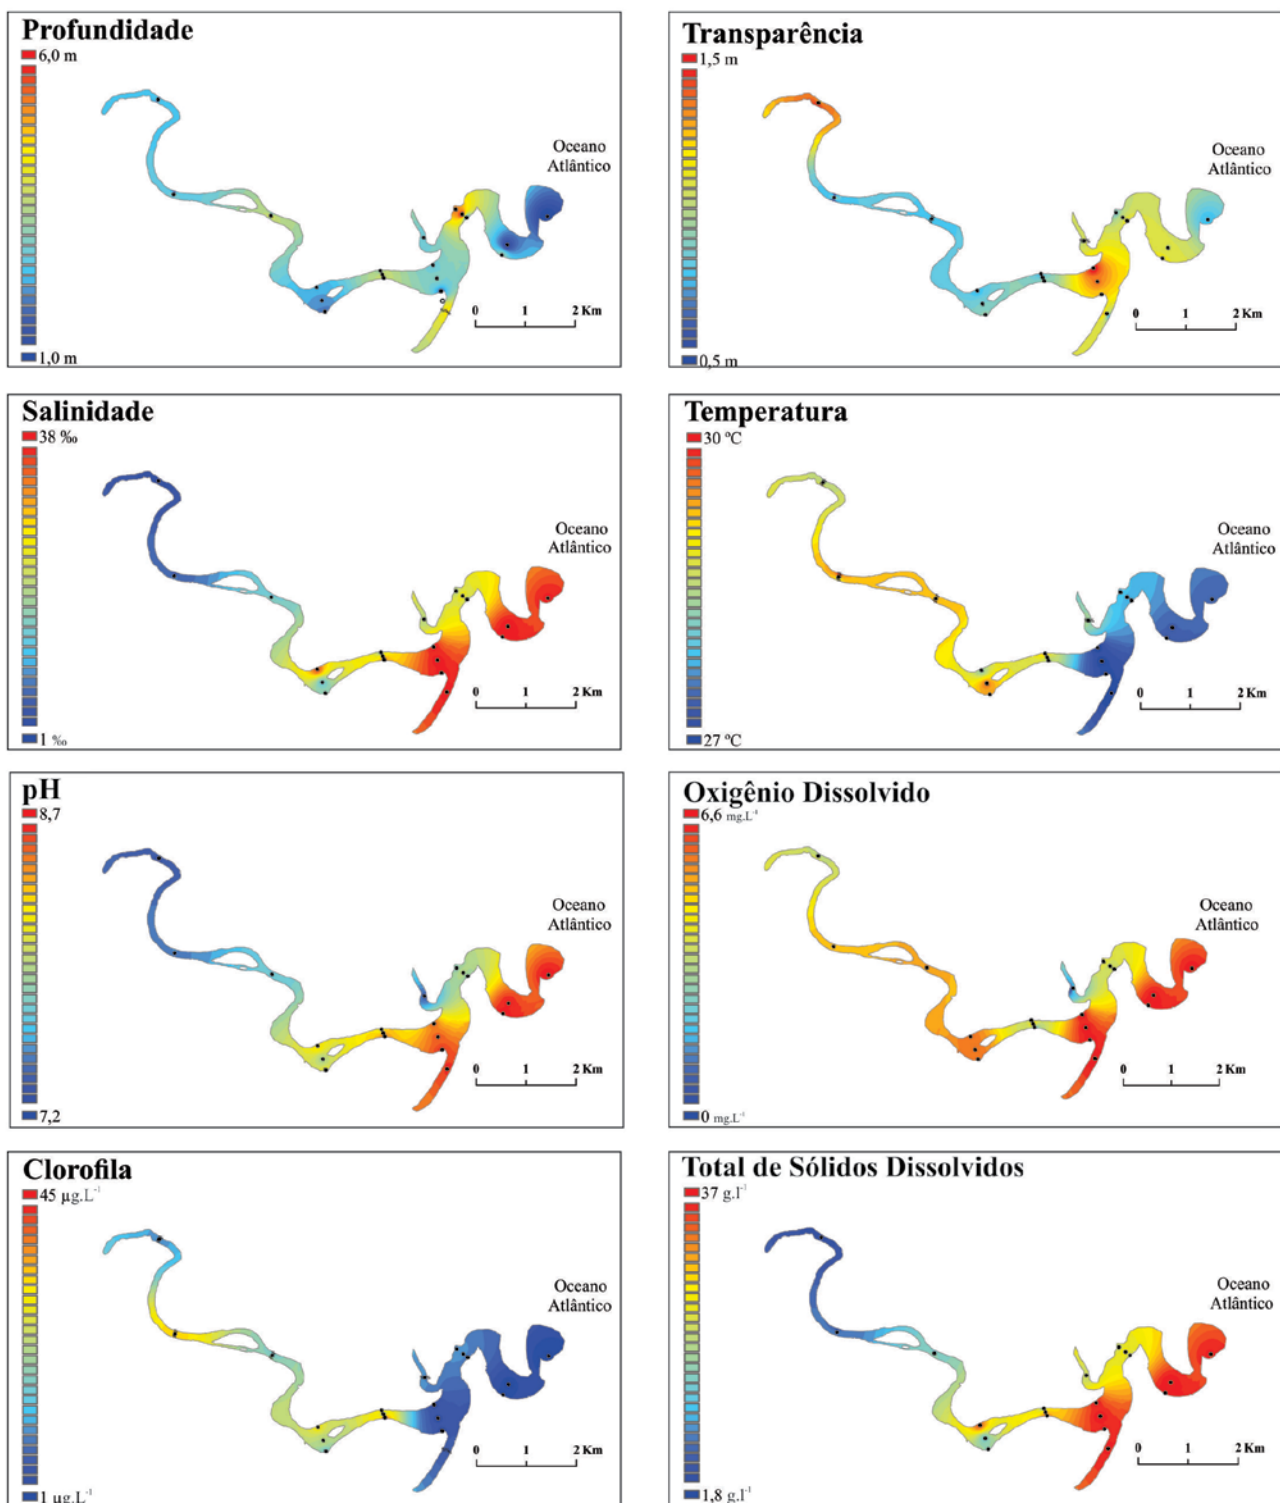 Profundidade
6,0 m
Oceano
Atlântico
0 1 2 Km
1,0 m
Transparência
1,5 m
Oceano
Atlântico
0 1 2 Km
0,5 m
Salinidade
38 ‰
Oceano
Atlântico
0 1 2 Km
1 ‰
Temperatura
30 ºC
Oceano
Atlântico
0 1 2 Km
27 ºC
pH
8,7
Oceano
Atlântico
0 1 2 Km
7,2
Oxigênio Dissolvido
6,6 mg.L⁻¹
Oceano
Atlântico
0 1 2 Km
0 mg.L⁻¹
Clorofila
45 µg.L⁻¹
Oceano
Atlântico
0 1 2 Km
1 µg.L⁻¹
Total de Sólidos Dissolvidos
37 g.l⁻¹
Oceano
Atlântico
0 1 2 Km
1,8 g.l⁻¹